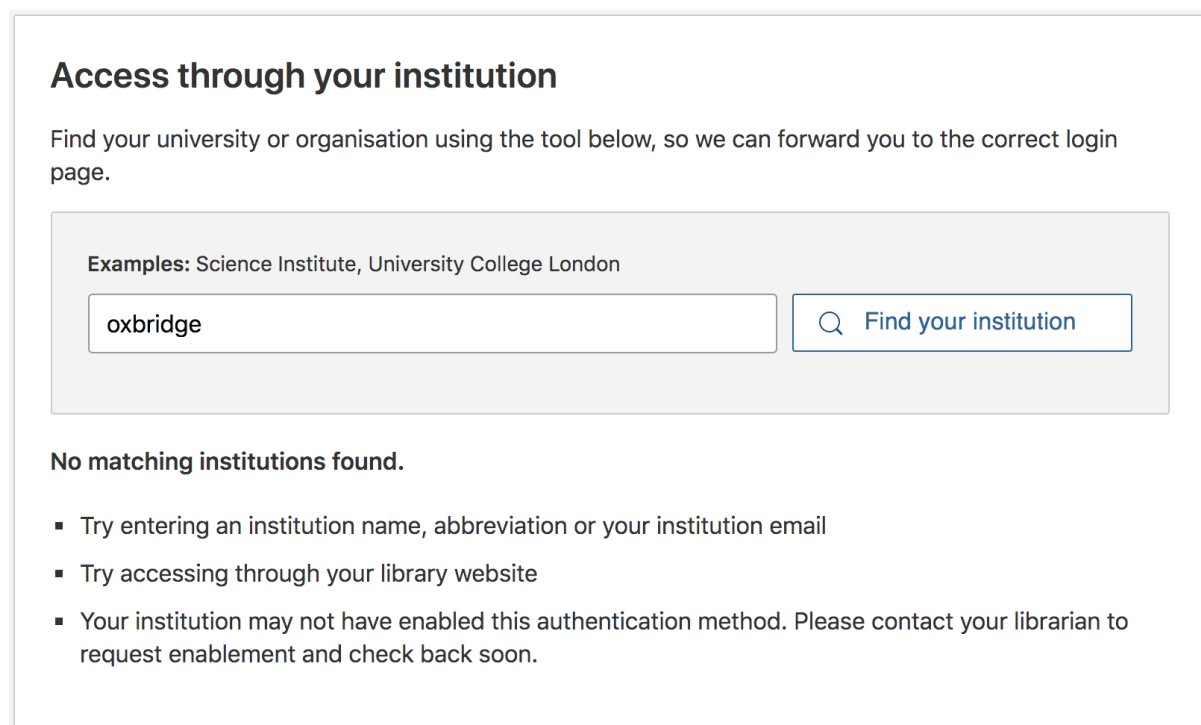 Access through your institution
Find your university or organisation using the tool below, so we can forward you to the correct login
page.
Examples: Science Institute, University College London
oxbridge
Find your institution
No matching institutions found.
▪ Try entering an institution name, abbreviation or your institution email
▪ Try accessing through your library website
▪ Your institution may not have enabled this authentication method. Please contact your librarian to
request enablement and check back soon.